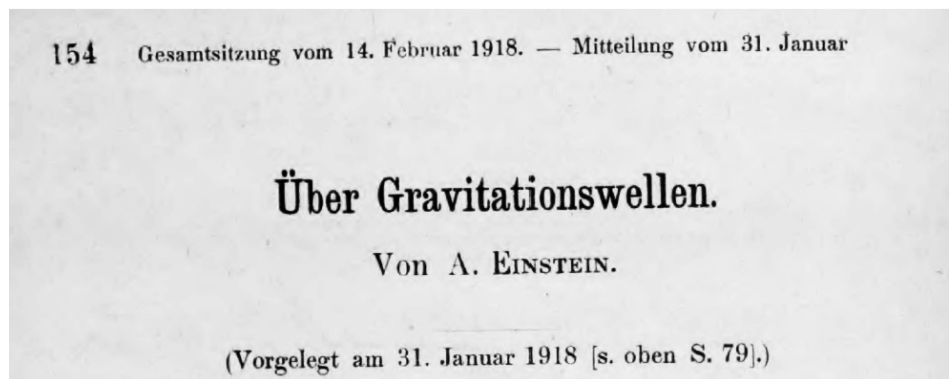 154 Gesamtsitzung vom 14. Februar 1918. — Mitteilung vom 31. Januar
Über Gravitationswellen.
Von A. EINSTEIN.
(Vorgelegt am 31. Januar 1918 [s. oben S. 79].)